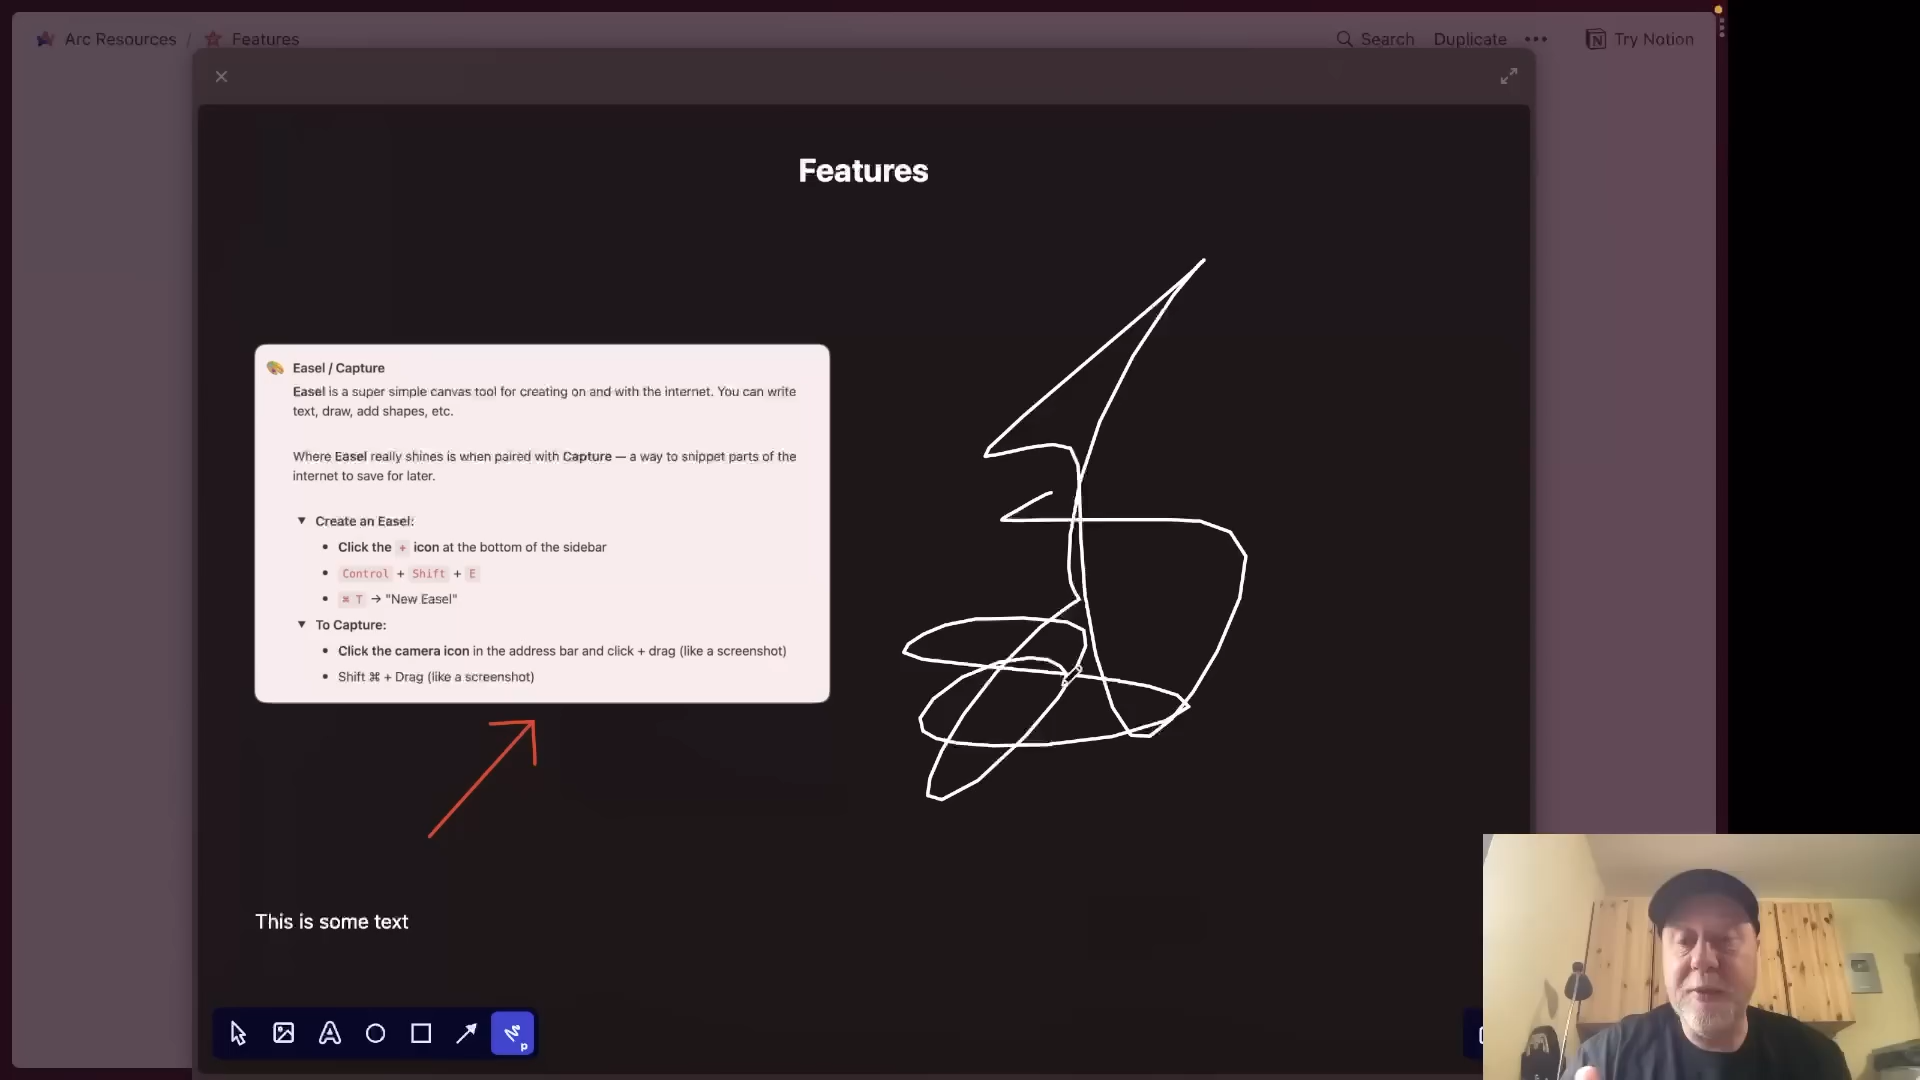 Arc Resources / Features
Search Duplicate ••• Try Notion
Features
Easel / Capture
Easel is a super simple canvas tool for creating on and with the internet. You can write
text, draw, add shapes, etc.
Where Easel really shines is when paired with Capture — a way to snippet parts of the
internet to save for later.
▼ Create an Easel:
• Click the + icon at the bottom of the sidebar
• Control + Shift + E
• ⌘ T → "New Easel"
▼ To Capture:
• Click the camera icon in the address bar and click + drag (like a screenshot)
• Shift ⌘ + Drag (like a screenshot)
This is some text
p